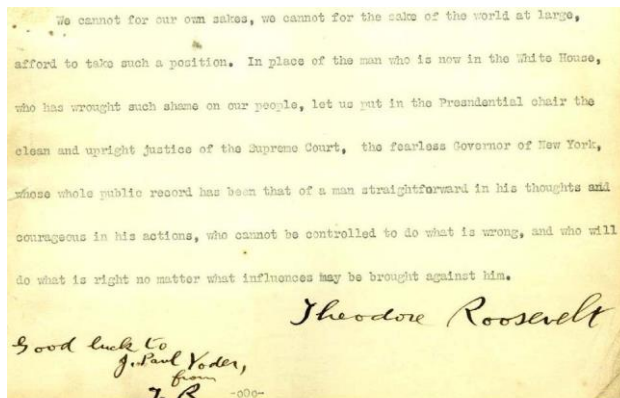 We cannot for our own sakes, we cannot for the sake of the world at large,
afford to take such a position. In place of the man who is now in the White House,
who has wrought such shame on our people, let us put in the Presndential chair the
clean and upright justice of the Supreme Court, the fearless Governor of New York,
whose whole public record has been that of a man straightforward in his thoughts and
courageous in his actions, who cannot be controlled to do what is wrong, and who will
do what is right no matter what influences may be brought against him.
Theodore Roosevelt
Good luck to
J. Paul Yoder,
from
T. R.
-o0o-